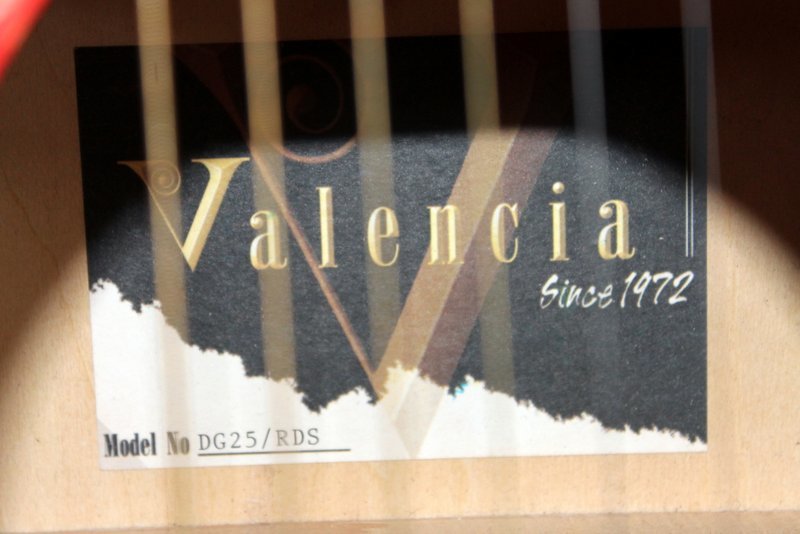 Valencia
Since 1972
Model No DG25/RDS